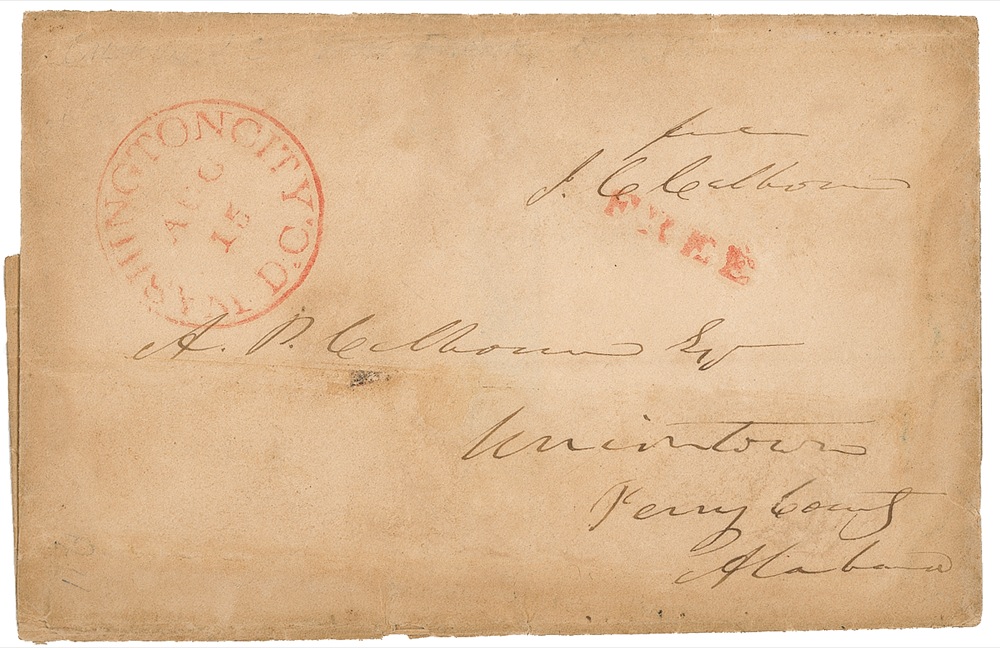 WASHINGTON CITY. D.C.
AUG
15
free
J. C. Calhoun
FREE
A. P. Calhoun Esq
Uniontown
Perry County
Alabama